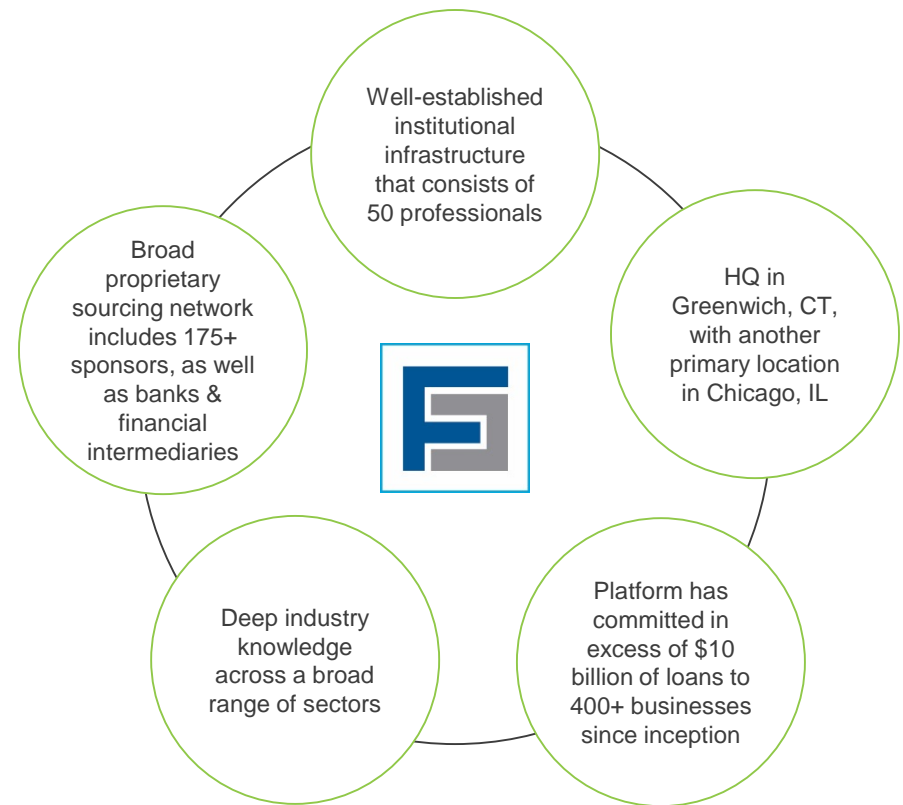 Well-established
institutional
infrastructure
that consists of
50 professionals
HQ in
Greenwich, CT,
with another
primary location
in Chicago, IL
Platform has
committed in
excess of $10
billion of loans to
400+ businesses
since inception
Deep industry
knowledge
across a broad
range of sectors
Broad
proprietary
sourcing network
includes 175+
sponsors, as well
as banks &
financial
intermediaries